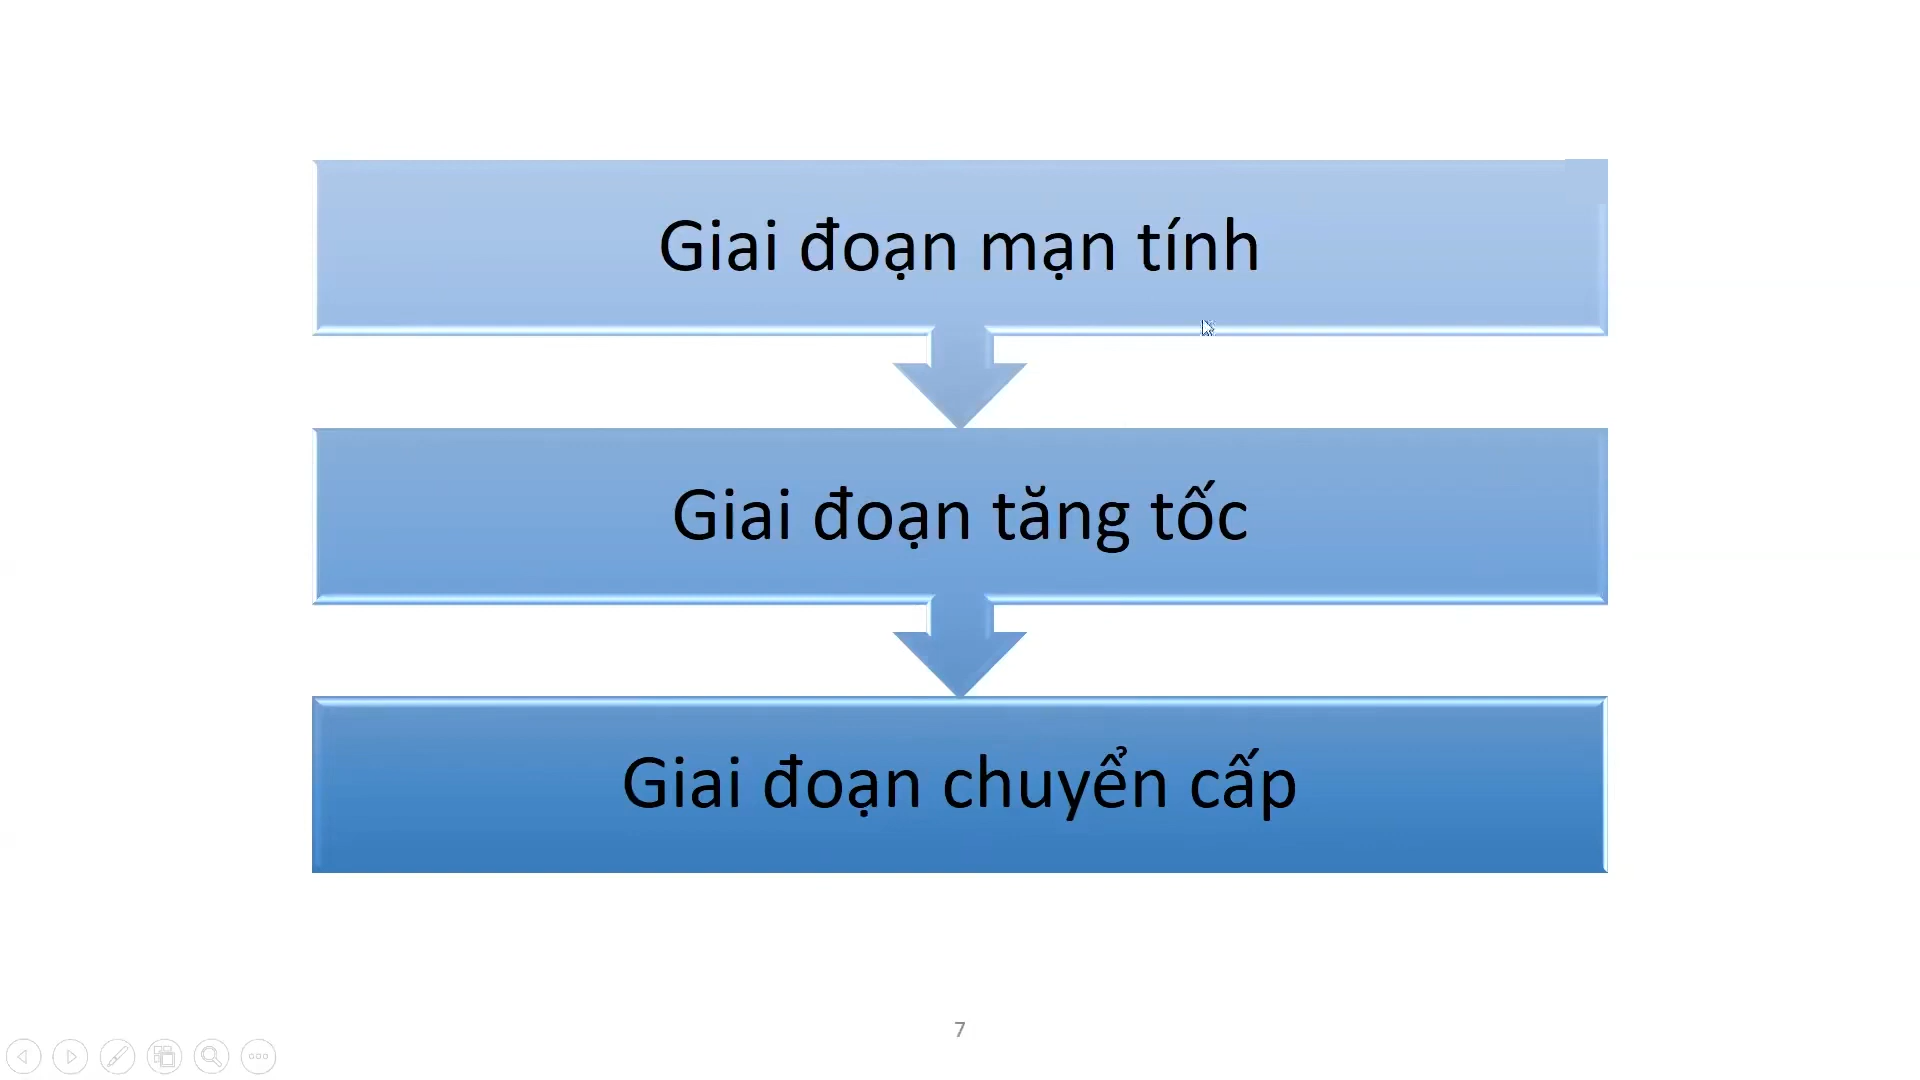 Giai đoạn mạn tính
Giai đoạn tăng tốc
Giai đoạn chuyển cấp
7